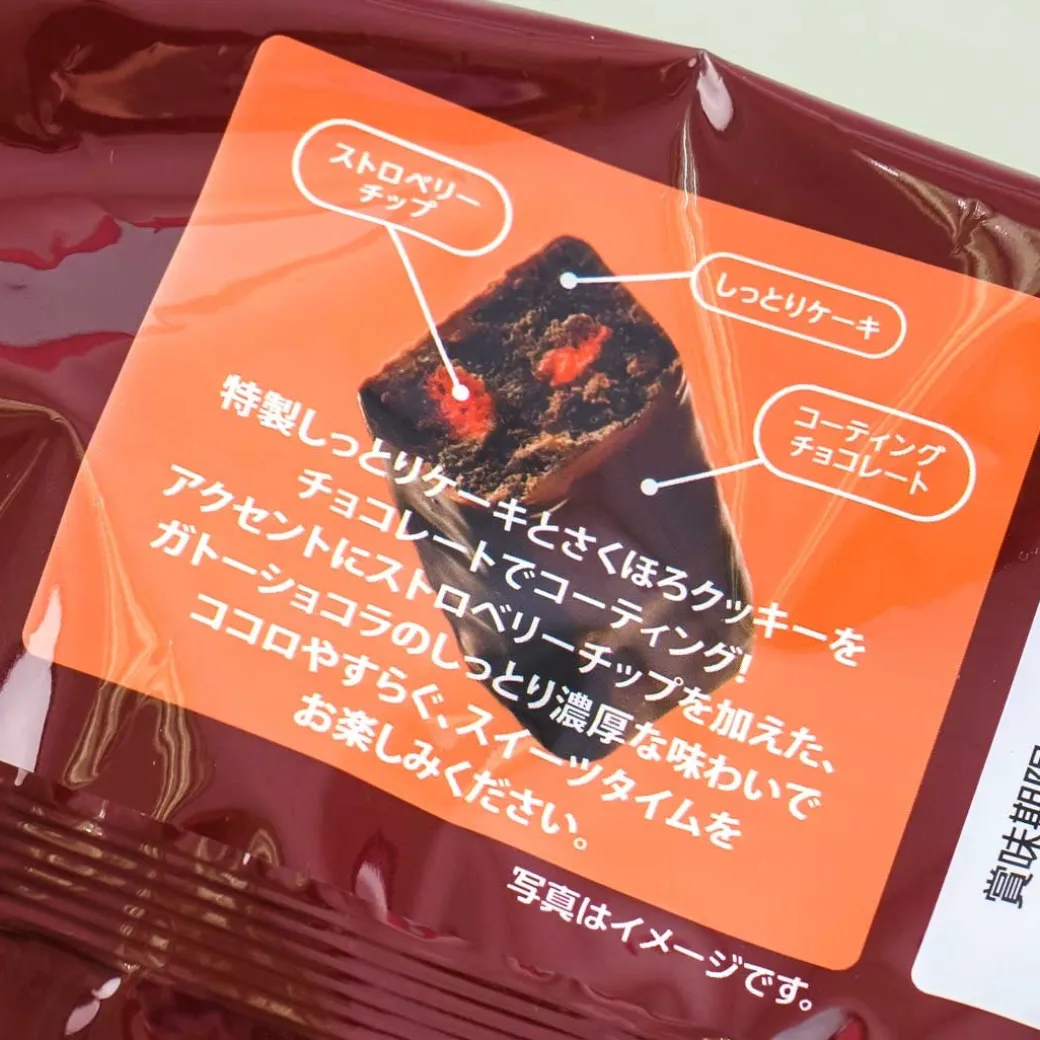 ストロベリー
チップ
しっとりケーキ
コーティング
チョコレート
特製しっとりケーキとさくほろクッキーを
チョコレートでコーティング!
アクセントにストロベリーチップを加えた、
ガトーショコラのしっとり濃厚な味わいで
ココロやすらぐ、スイーツタイムを
お楽しみください。
写真はイメージです。
賞味期限